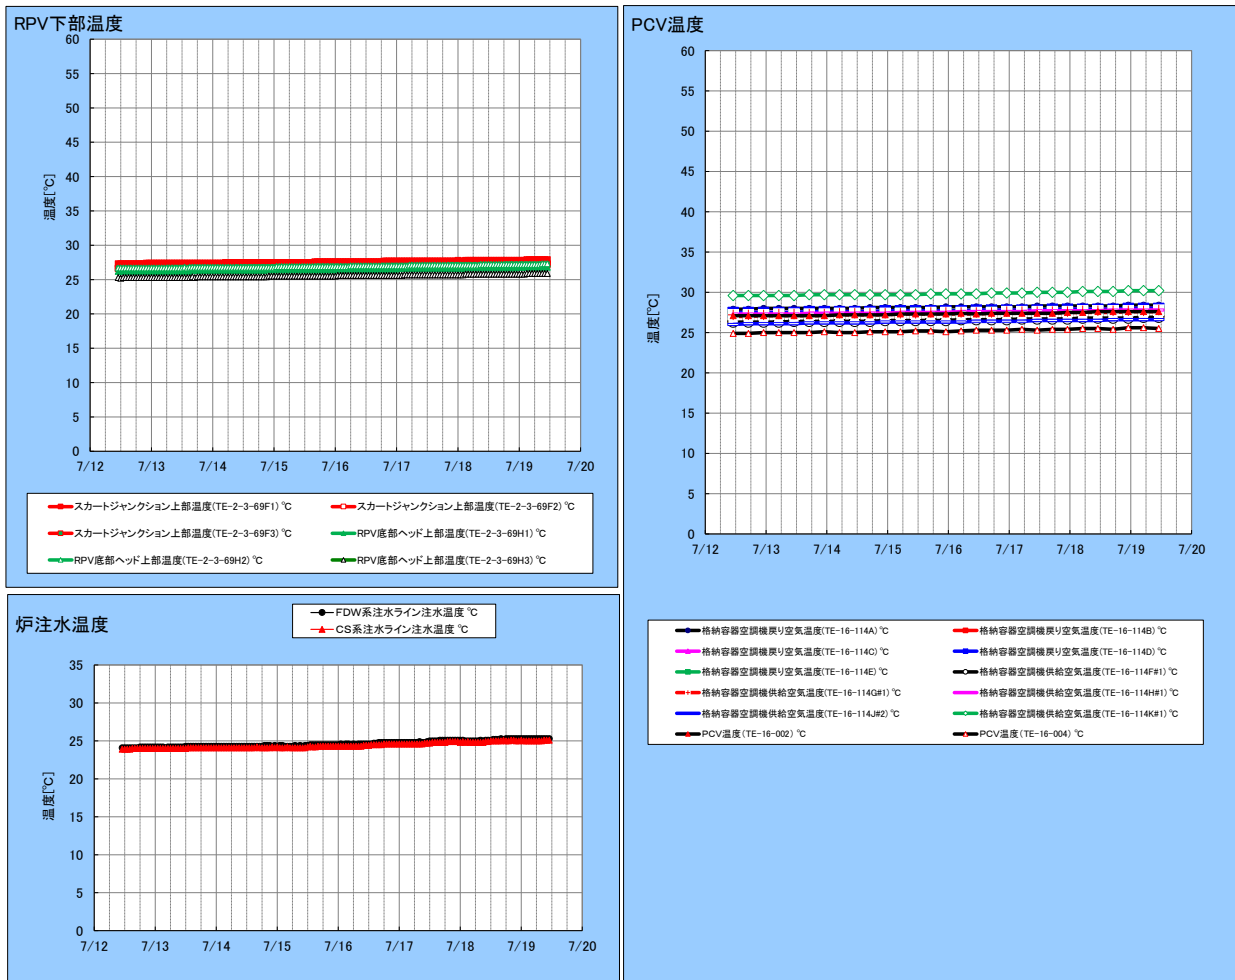 RPV下部温度
60
55
50
45
40
35
30
25
20
15
10
5
0
温度[℃]
7/12 7/13 7/14 7/15 7/16 7/17 7/18 7/19 7/20
スカートジャンクション上部温度(TE-2-3-69F1) ℃ スカートジャンクション上部温度(TE-2-3-69F2) ℃
スカートジャンクション上部温度(TE-2-3-69F3) ℃ RPV底部ヘッド上部温度(TE-2-3-69H1) ℃
RPV底部ヘッド上部温度(TE-2-3-69H2) ℃ RPV底部ヘッド上部温度(TE-2-3-69H3) ℃
炉注水温度
FDW系注水ライン注水温度 ℃
CS系注水ライン注水温度 ℃
35
30
25
20
15
10
5
0
温度[℃]
7/12 7/13 7/14 7/15 7/16 7/17 7/18 7/19 7/20
PCV温度
60
55
50
45
40
35
30
25
20
15
10
5
0
温度[℃]
7/12 7/13 7/14 7/15 7/16 7/17 7/18 7/19 7/20
格納容器空調機戻り空気温度(TE-16-114A) ℃ 格納容器空調機戻り空気温度(TE-16-114B) ℃
格納容器空調機戻り空気温度(TE-16-114C) ℃ 格納容器空調機戻り空気温度(TE-16-114D) ℃
格納容器空調機戻り空気温度(TE-16-114E) ℃ 格納容器空調機供給空気温度(TE-16-114F#1) ℃
格納容器空調機供給空気温度(TE-16-114G#1) ℃ 格納容器空調機供給空気温度(TE-16-114H#1) ℃
格納容器空調機供給空気温度(TE-16-114J#2) ℃ 格納容器空調機供給空気温度(TE-16-114K#1) ℃
PCV温度(TE-16-002) ℃ PCV温度(TE-16-004) ℃